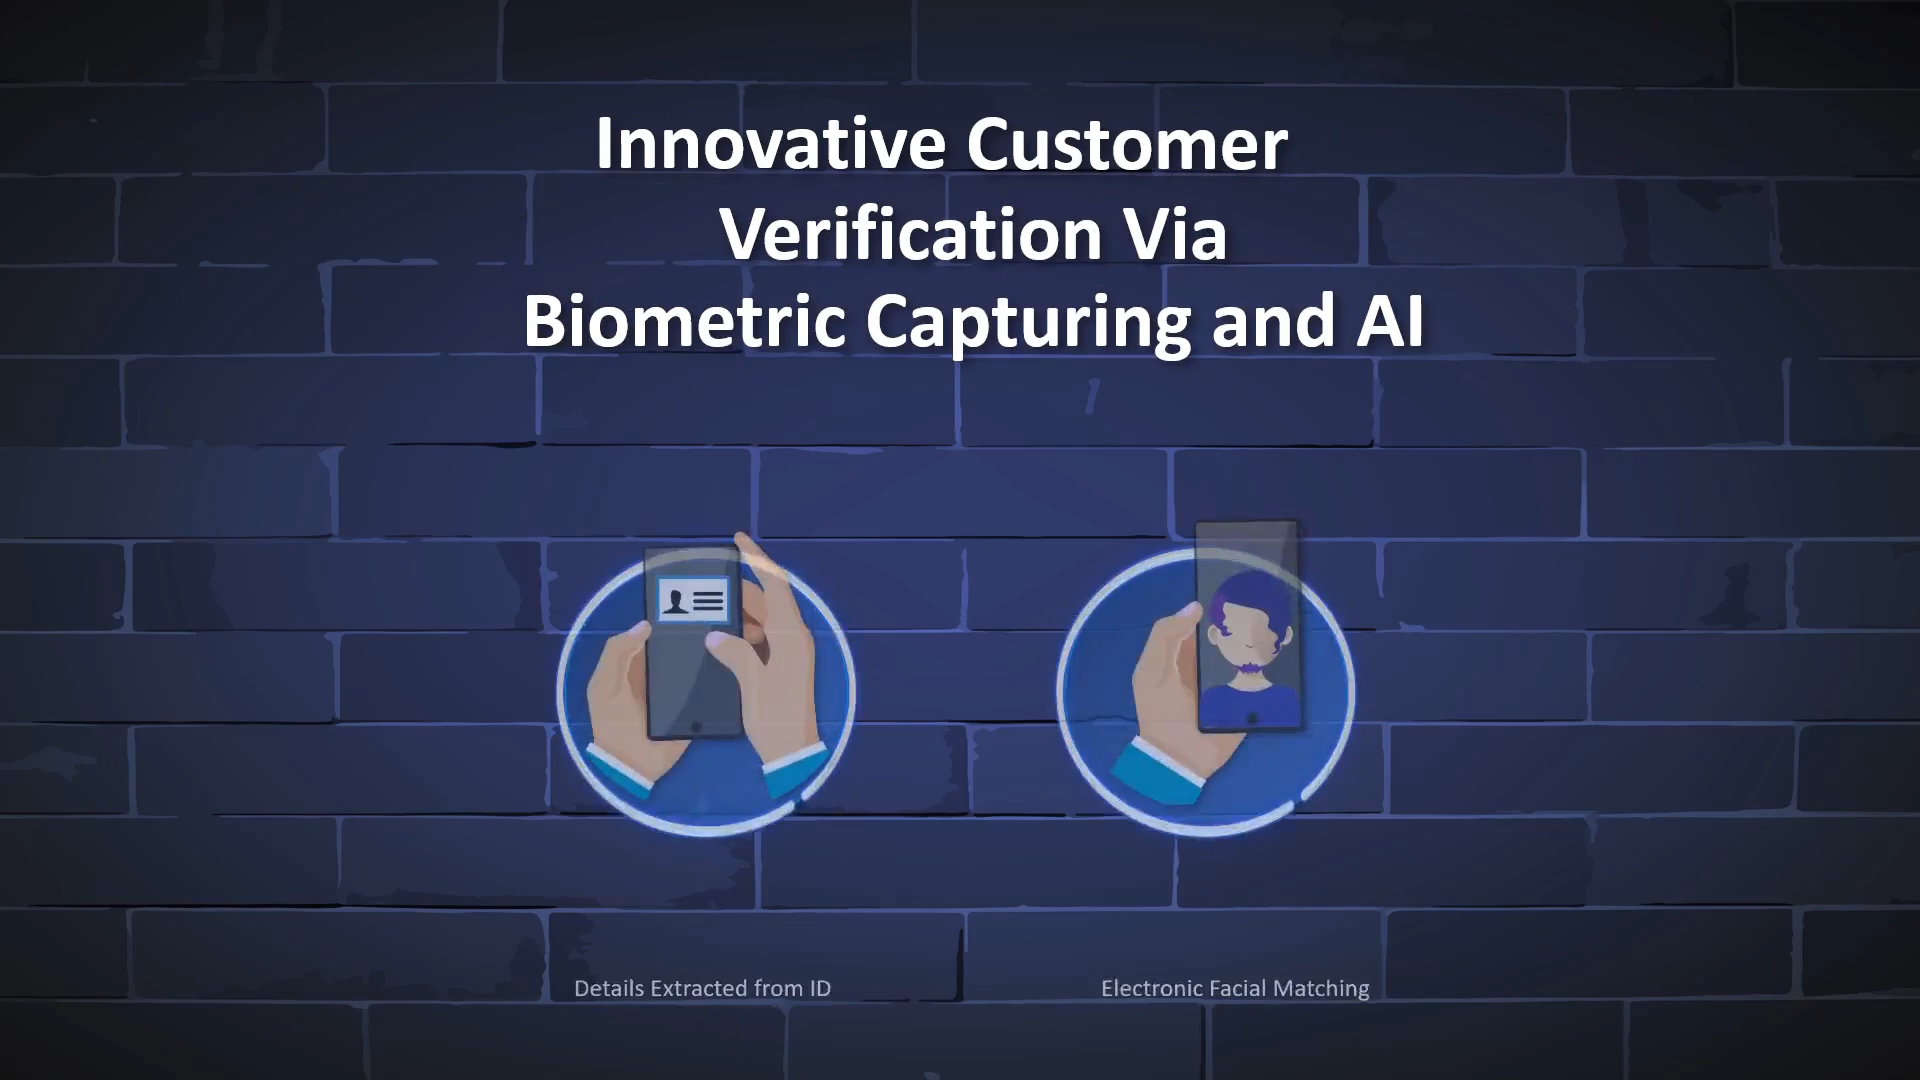 Innovative Customer
Verification Via
Biometric Capturing and AI
Details Extracted from ID
Electronic Facial Matching